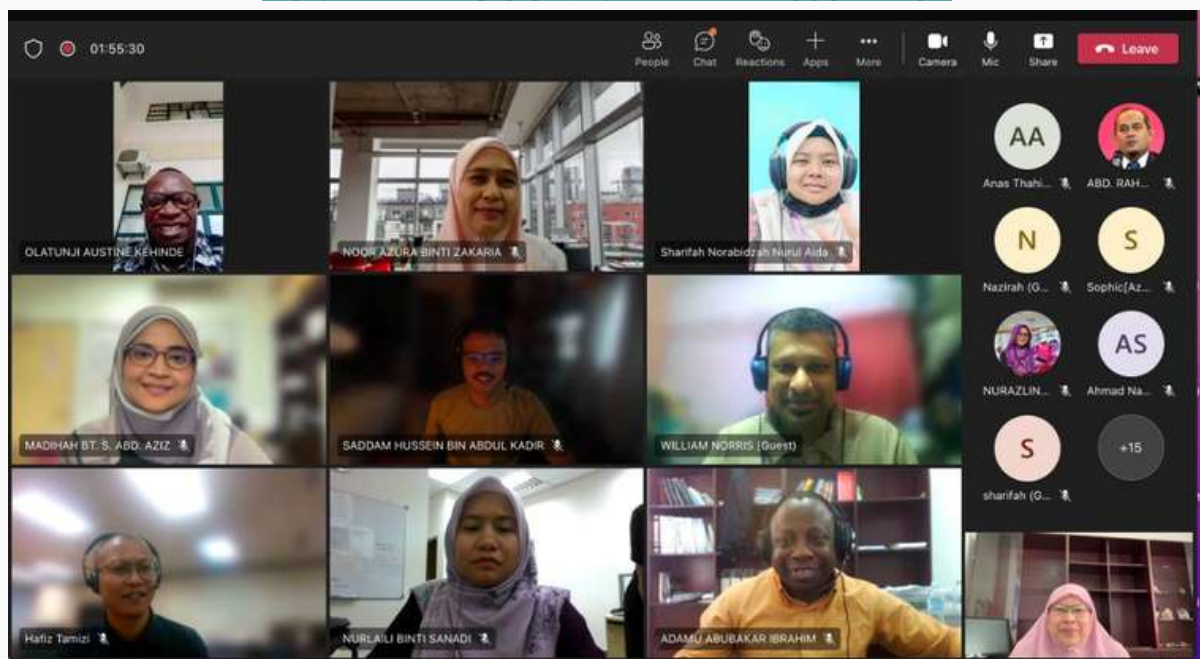 01:55:30
People
Chat
Reactions
Apps
More
Camera
Mic
Share
Leave
OLATUNJI AUSTINE KEHINDE
NOOR AZURA BINTI ZAKARIA
Sharifah Norabidzah Nurul Aida
MADIHAH BT. S. ABD. AZIZ
SADDAM HUSSEIN BIN ABDUL KADIR
WILLIAM NORRIS (Guest)
Hafiz Tamizi
NURLAILI BINTI SANADI
ADAMU ABUBAKAR IBRAHIM
AA
Anas Thahi...
ABD. RAH...
N
S
Nazirah (G...
Sophic[Az...
AS
NURAZLIN...
Ahmad Na...
S
+15
sharifah (G...